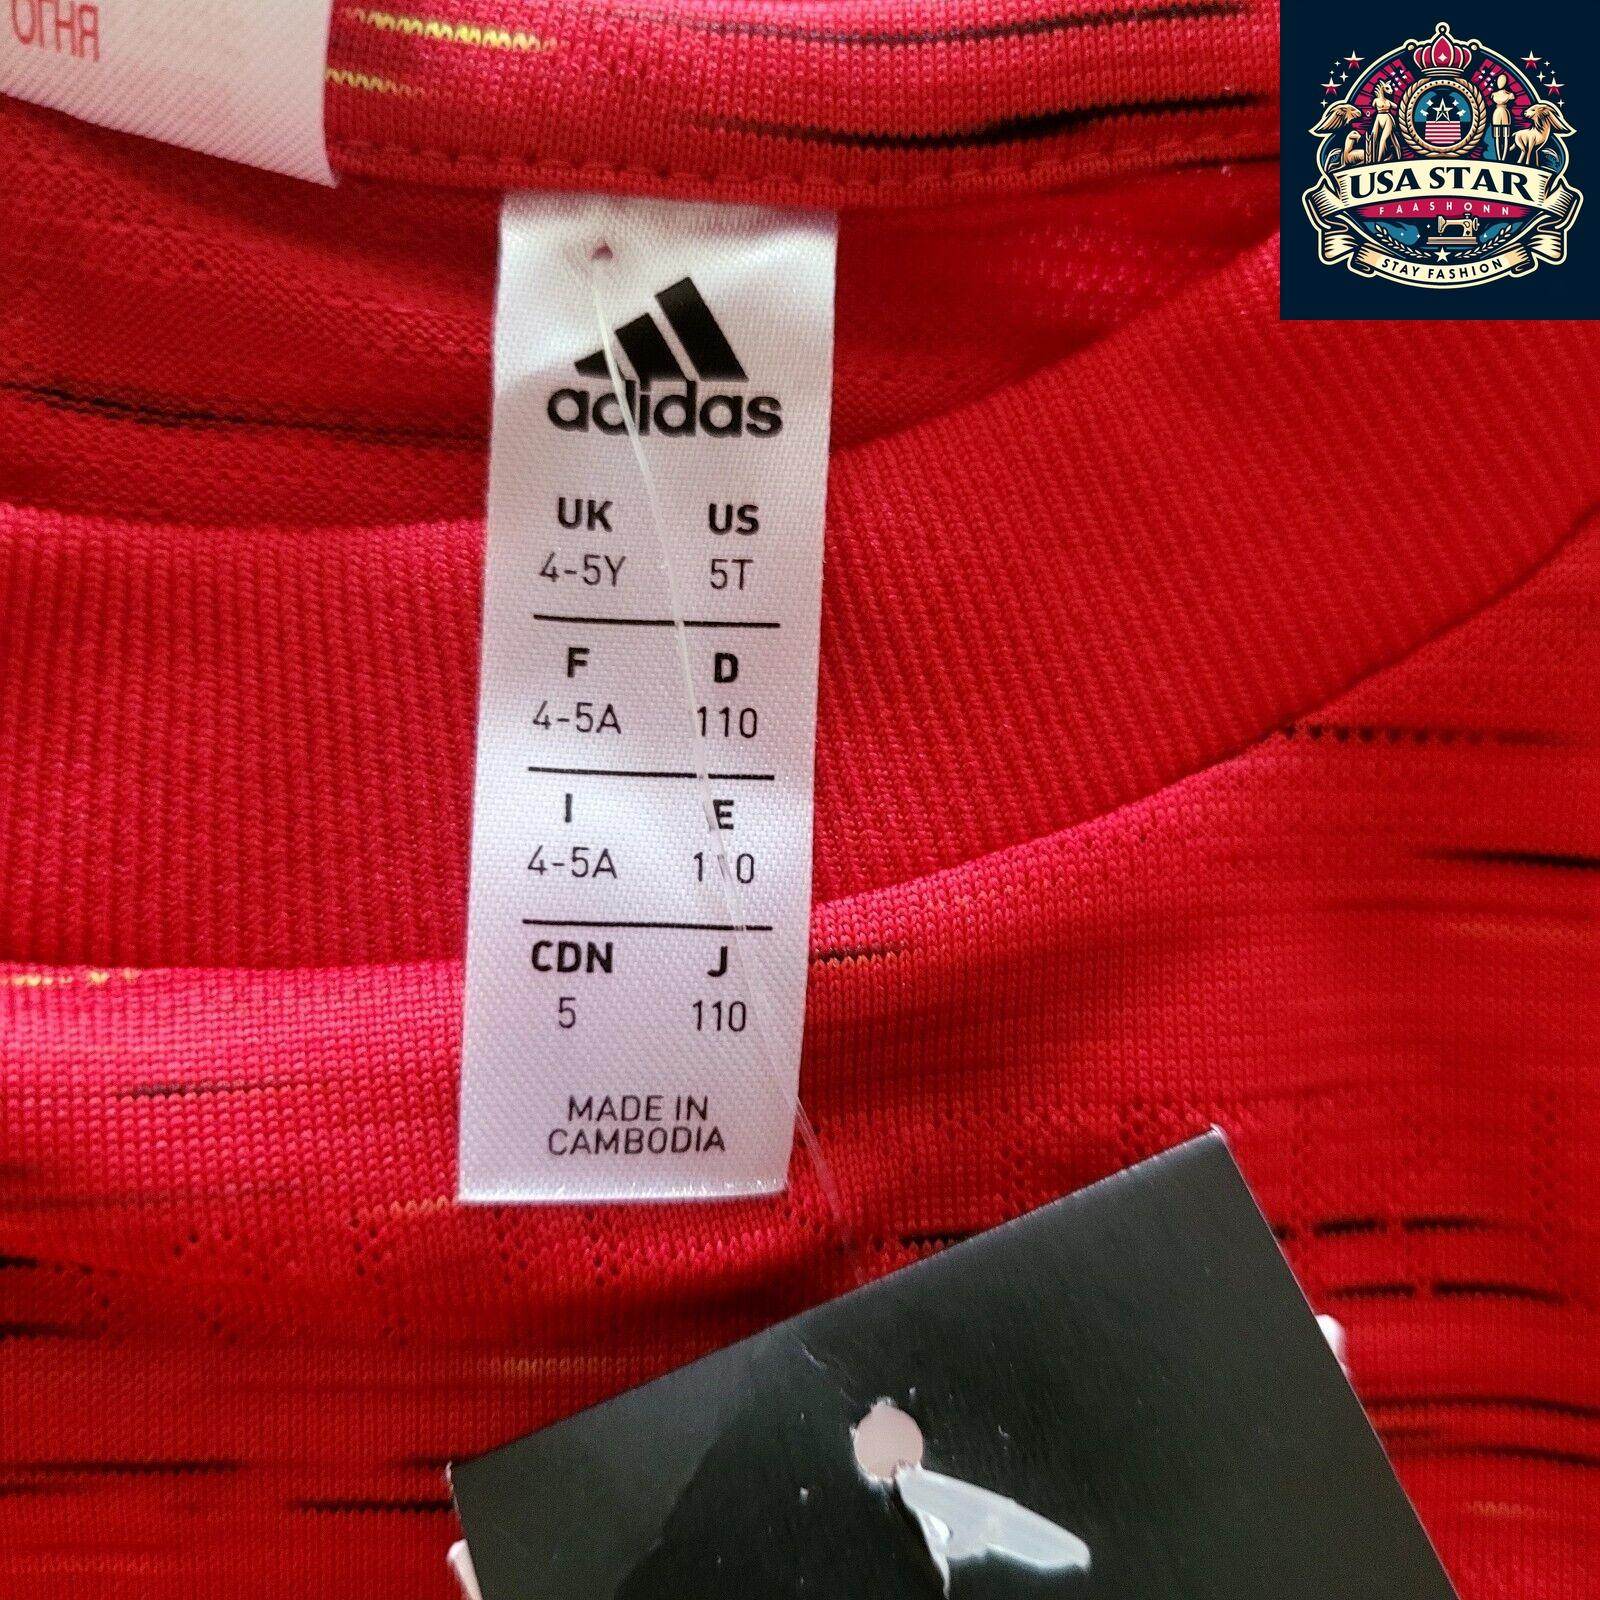 USA STAR
FAASHONN
STAY FASHION
adidas
UK US
4-5Y 5T
F D
4-5A 110
I E
4-5A 110
CDN J
5 110
MADE IN
CAMBODIA